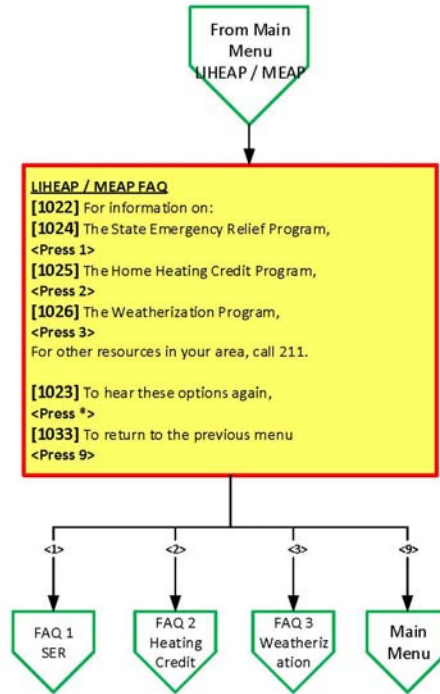 From Main
Menu
LIHEAP / MEAP
LIHEAP / MEAP FAQ
[1022] For information on:
[1024] The State Emergency Relief Program,
<Press 1>
[1025] The Home Heating Credit Program,
<Press 2>
[1026] The Weatherization Program,
<Press 3>
For other resources in your area, call 211.
[1023] To hear these options again,
<Press *>
[1033] To return to the previous menu
<Press 9>
<1>
<2>
<3>
<9>
FAQ 1
SER
FAQ 2
Heating
Credit
FAQ 3
Weatheriz
ation
Main
Menu